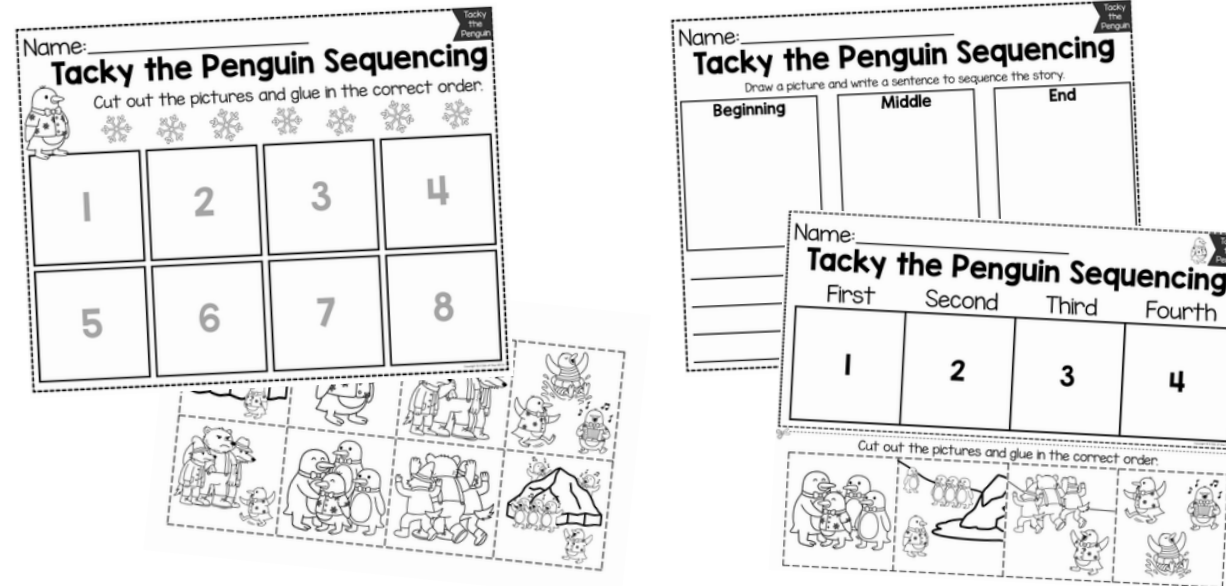 Tacky
the
Penguin
Name:
Tacky the Penguin Sequencing
Cut out the pictures and glue in the correct order.
1 2 3 4
5 6 7 8
Tacky
the
Penguin
Name:
Tacky the Penguin Sequencing
Draw a picture and write a sentence to sequence the story.
Beginning Middle End
Name:
Tacky the Penguin Sequencing
First Second Third Fourth
1 2 3 4
Cut out the pictures and glue in the correct order.